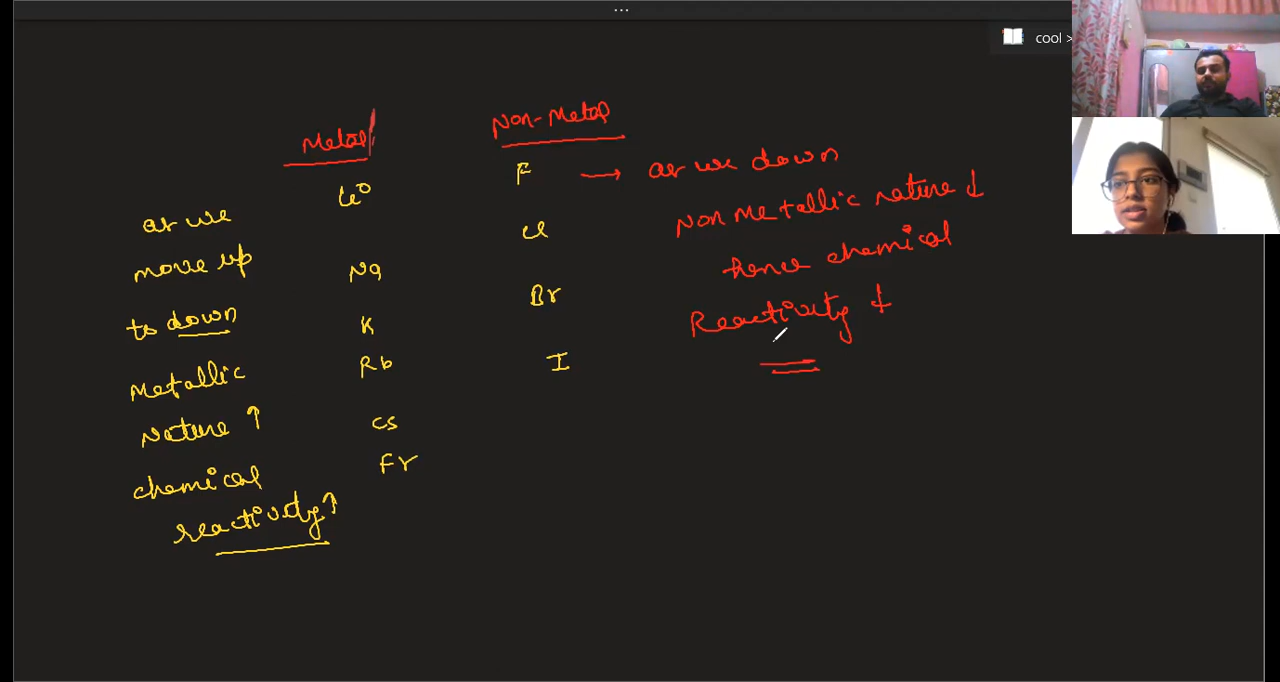 cool >
Metal
Non-Metal
Li
F → as we down
Non Metallic nature ↓
hence chemical
Reactivity ↓
as we
move up
to down
Metallic
Nature ↑
chemical
reactivity ↑
Na
K
Rb
Cs
Fr
Cl
Br
I